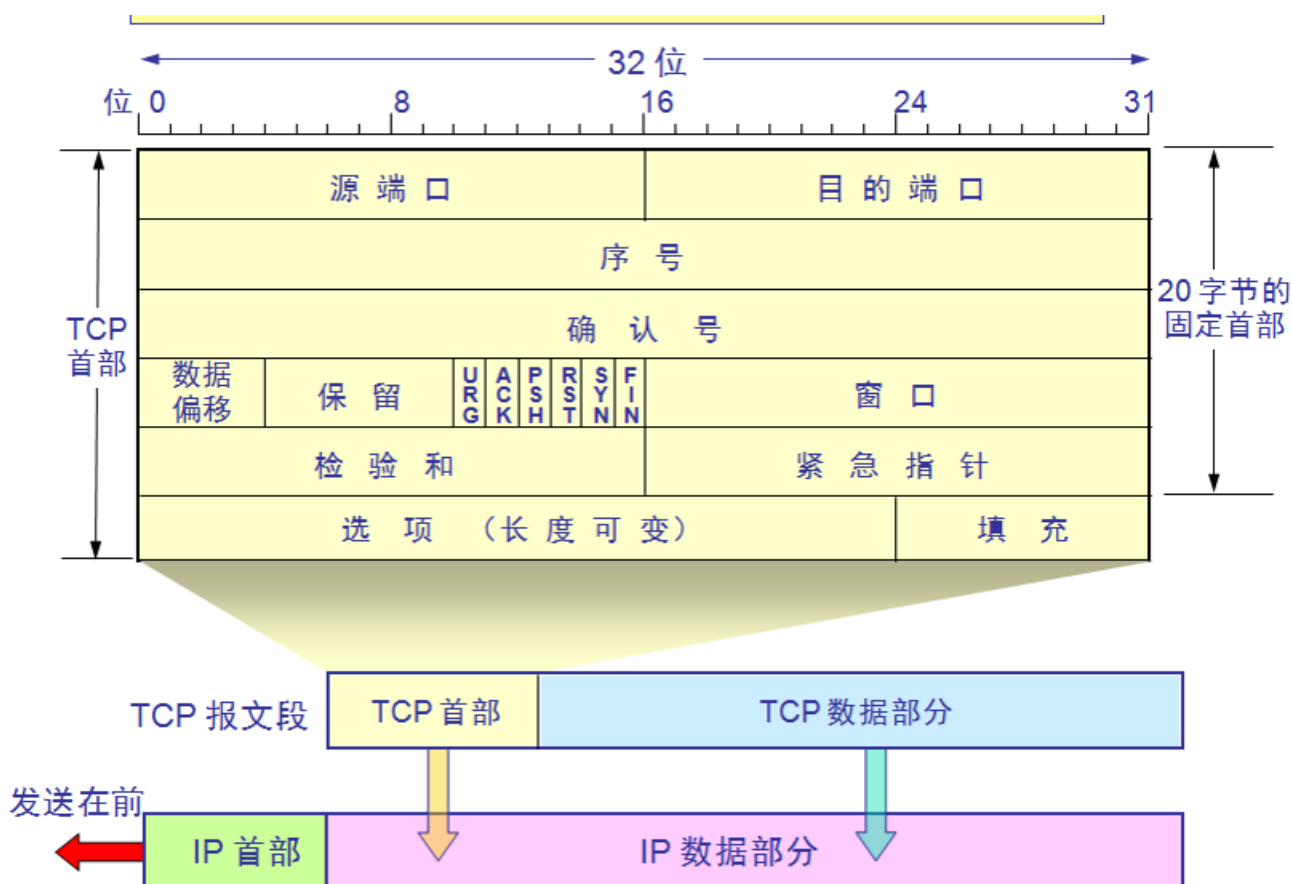 32 位
位 0 8 16 24 31
源 端 口 目 的 端 口
序 号
确 认 号
TCP
首部
20 字节的
固定首部
数据
偏移
保 留
URG
ACK
PSH
RST
SYN
FIN
窗 口
检 验 和 紧 急 指 针
选 项 （长 度 可 变） 填 充
TCP 报文段 TCP 首部 TCP 数据部分
发送在前
IP 首部 IP 数据部分